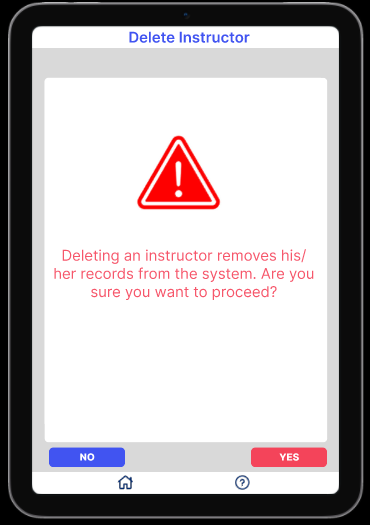 Delete Instructor
Deleting an instructor removes his/
her records from the system. Are you
sure you want to proceed?
NO
YES